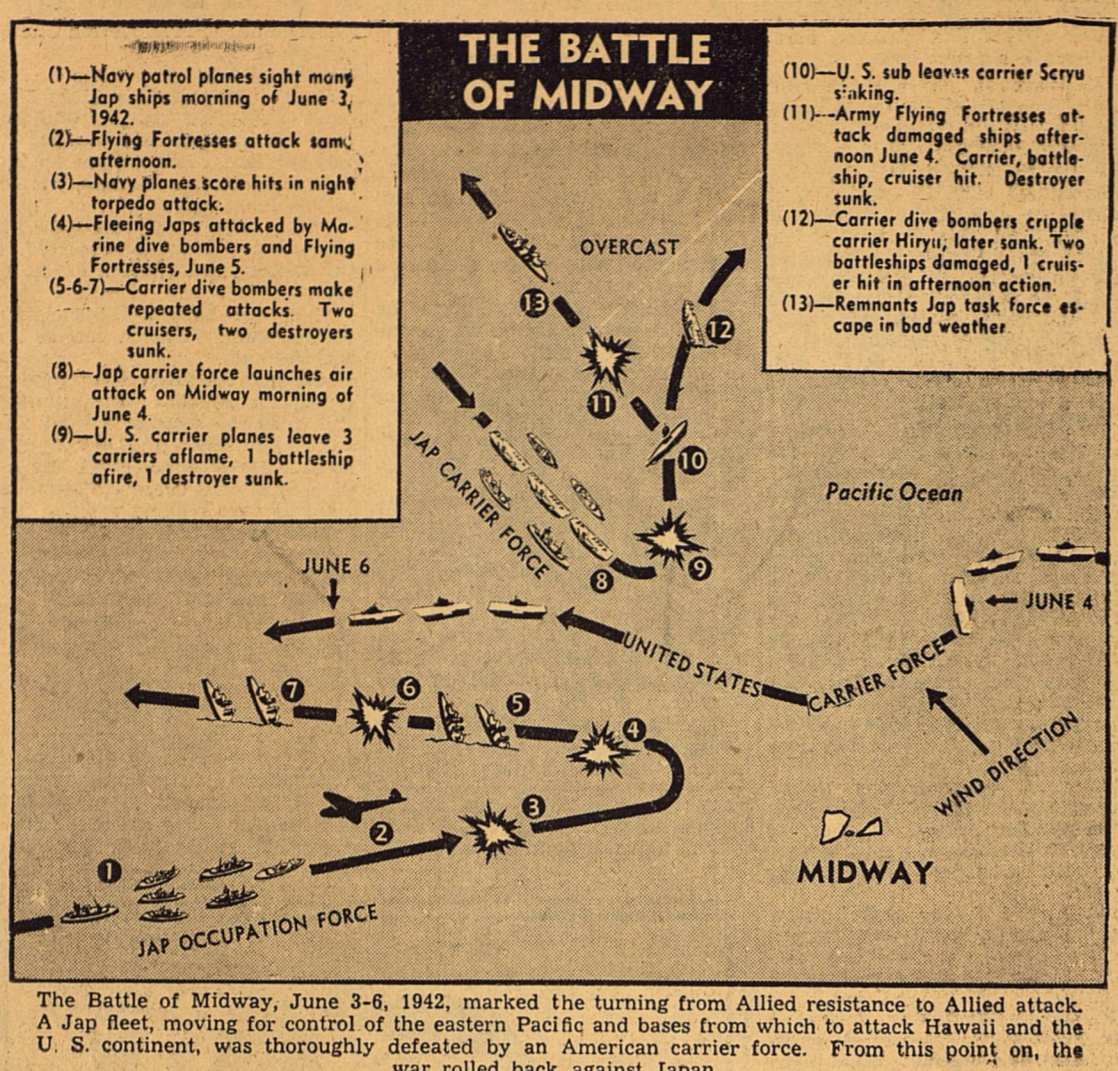 THE BATTLE
OF MIDWAY
(1)—Navy patrol planes sight many
Jap ships morning of June 3,
1942.
(2)—Flying Fortresses attack same
afternoon.
(3)—Navy planes score hits in night
torpedo attack.
(4)—Fleeing Japs attacked by Ma-
rine dive bombers and Flying
Fortresses, June 5.
(5-6-7)—Carrier dive bombers make
repeated attacks. Two
cruisers, two destroyers
sunk.
(8)—Jap carrier force launches air
attack on Midway morning of
June 4.
(9)—U. S. carrier planes leave 3
carriers aflame, 1 battleship
afire, 1 destroyer sunk.
(10)—U. S. sub leaves carrier Scryu
sinking.
(11)—Army Flying Fortresses at-
tack damaged ships after-
noon June 4. Carrier, battle-
ship, cruiser hit. Destroyer
sunk.
(12)—Carrier dive bombers cripple
carrier Hiryu; later sank. Two
battleships damaged, 1 cruis-
er hit in afternoon action.
(13)—Remnants Jap task force es-
cape in bad weather
OVERCAST
13
12
11
10
JAP CARRIER FORCE
Pacific Ocean
8
9
JUNE 6
JUNE 4
UNITED STATES
CARRIER FORCE
7
6
5
4
WIND DIRECTION
3
2
MIDWAY
1
JAP OCCUPATION FORCE
The Battle of Midway, June 3-6, 1942, marked the turning from Allied resistance to Allied attack.
A Jap fleet, moving for control of the eastern Pacific and bases from which to attack Hawaii and the
U. S. continent, was thoroughly defeated by an American carrier force. From this point on, the
war rolled back against Japan